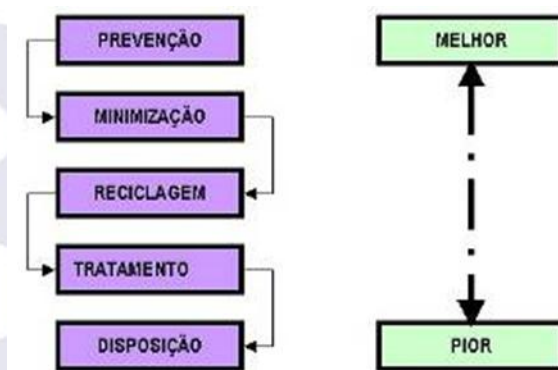 PREVENÇÃO
MELHOR
MINIMIZAÇÃO
RECICLAGEM
TRATAMENTO
DISPOSIÇÃO
PIOR